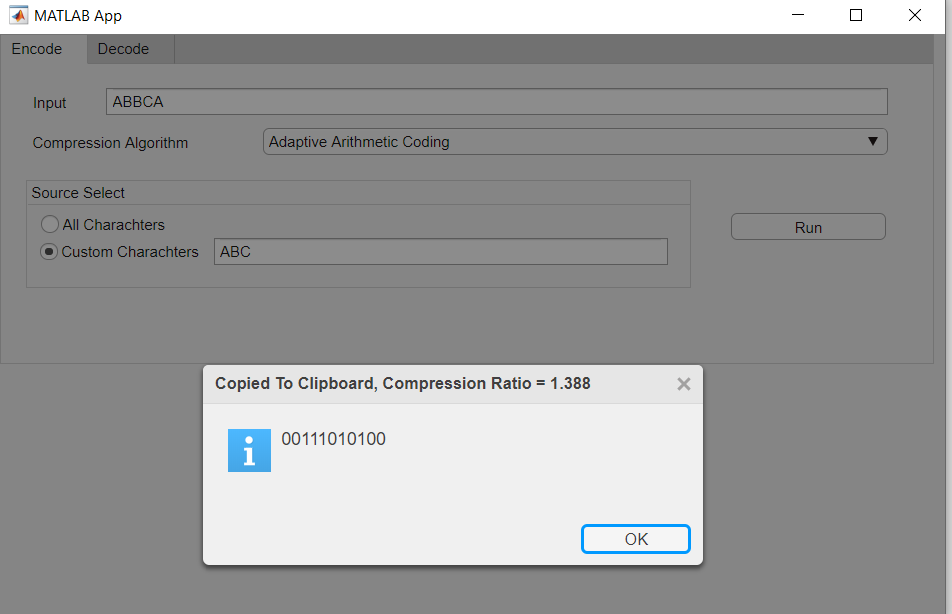 MATLAB App
Encode Decode
Input ABBCA
Compression Algorithm Adaptive Arithmetic Coding
Source Select
All Charachters
Run
Custom Charachters ABC
Copied To Clipboard, Compression Ratio = 1.388
00111010100
OK